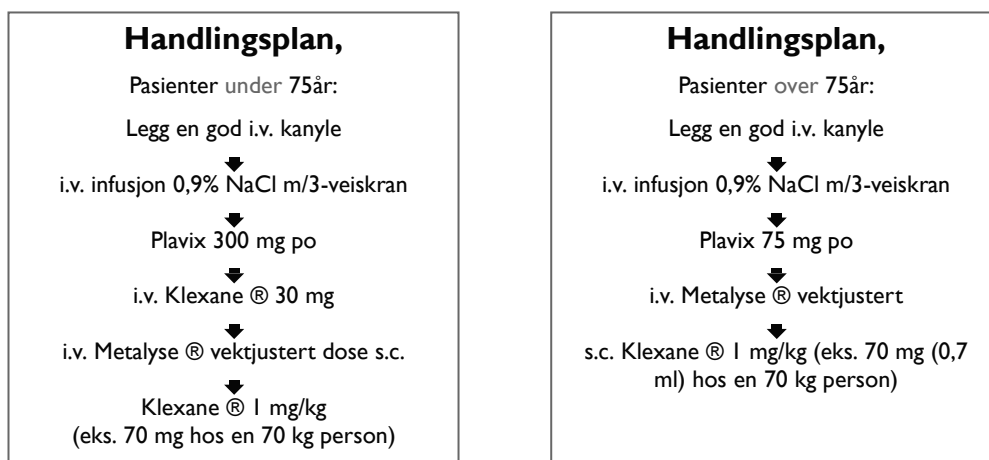 Handlingsplan,
Pasienter under 75år:
Legg en god i.v. kanyle
i.v. infusjon 0,9% NaCl m/3-veiskran
Plavix 300 mg po
i.v. Klexane ® 30 mg
i.v. Metalyse ® vektjustert dose s.c.
Klexane ® 1 mg/kg
(eks. 70 mg hos en 70 kg person)
Handlingsplan,
Pasienter over 75år:
Legg en god i.v. kanyle
i.v. infusjon 0,9% NaCl m/3-veiskran
Plavix 75 mg po
i.v. Metalyse ® vektjustert
s.c. Klexane ® 1 mg/kg (eks. 70 mg (0,7
ml) hos en 70 kg person)